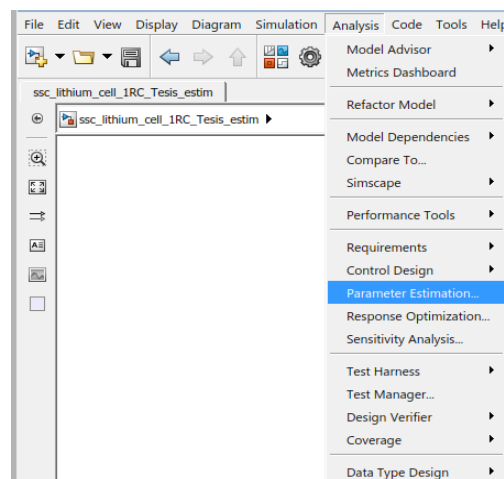 File Edit View Display Diagram Simulation Analysis Code Tools Help
Model Advisor
Metrics Dashboard
ssc_lithium_cell_1RC_Tesis_estim
Refactor Model
ssc_lithium_cell_1RC_Tesis_estim
Model Dependencies
Compare To...
Simscape
Performance Tools
Requirements
Control Design
Parameter Estimation...
Response Optimization...
Sensitivity Analysis...
Test Harness
Test Manager...
Design Verifier
Coverage
Data Type Design